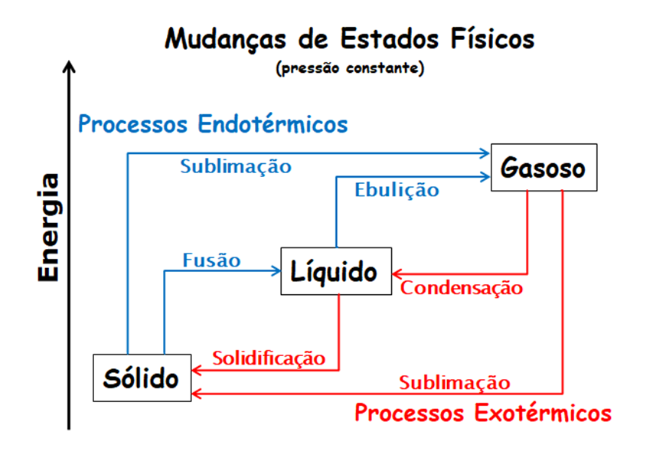 Mudanças de Estados Físicos
(pressão constante)
Energia
Processos Endotérmicos
Sublimação
Gasoso
Ebulição
Fusão
Líquido
Condensação
Solidificação
Sólido
Sublimação
Processos Exotérmicos